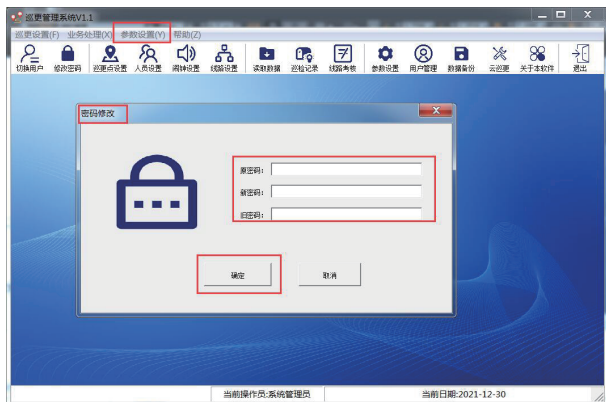 巡更管理系统V1.1
巡更设置(F) 业务处理(X) 参数设置(Y) 帮助(Z)
切换用户 修改密码 巡更点设置 人员设置 闹钟设置 线路设置 读取数据 巡检记录 线路考核 参数设置 用户管理 数据备份 云巡更 关于本软件 退出
密码修改
原密码:
新密码:
旧密码:
确定 取消
当前操作员:系统管理员 当前日期:2021-12-30